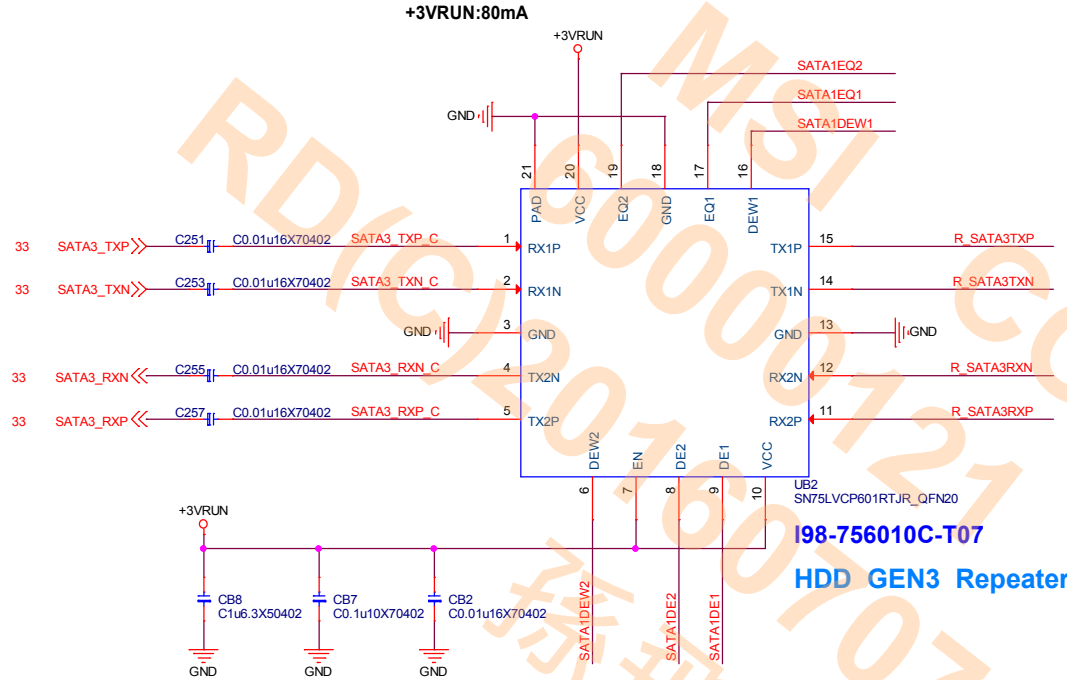 +3VRUN:80mA
+3VRUN
SATA1EQ2
SATA1EQ1
SATA1DEW1
GND
21
20
19
18
17
16
PAD
VCC
EQ2
GND
EQ1
DEW1
33 SATA3_TXP C251 C0.01u16X70402 SATA3_TXP_C 1 RX1P
TX1P 15 R_SATA3TXP
33 SATA3_TXN C253 C0.01u16X70402 SATA3_TXN_C 2 RX1N
TX1N 14 R_SATA3TXN
GND 3 GND
GND 13 GND
33 SATA3_RXN C255 C0.01u16X70402 SATA3_RXN_C 4 TX2N
RX2N 12 R_SATA3RXN
33 SATA3_RXP C257 C0.01u16X70402 SATA3_RXP_C 5 TX2P
RX2P 11 R_SATA3RXP
DEW2
EN
DE2
DE1
VCC
6
7
8
9
10
UB2
SN75LVCP601RTJR_QFN20
I98-756010C-T07
HDD GEN3 Repeater
+3VRUN
CB8
C1u6.3X50402
CB7
C0.1u10X70402
CB2
C0.01u16X70402
GND
GND
GND
SATA1DEW2
SATA1DE2
SATA1DE1
MSI
60000121
RD(C)20160707
孫